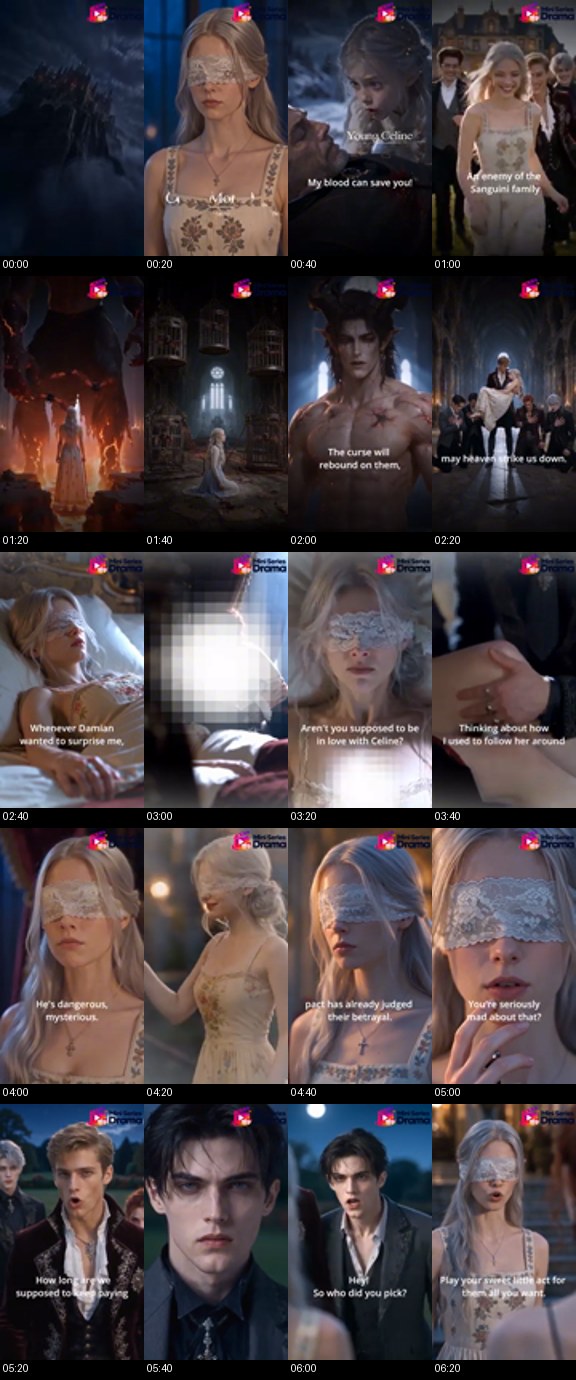 Mini Series
Drama
00:00
00:20
Young Celine
My blood can save you!
00:40
An enemy of the
Sanguini family
01:00
01:20
01:40
The curse will
rebound on them,
02:00
may heaven strike us down.
02:20
Mini Series
Drama
Whenever Damian
wanted to surprise me,
02:40
03:00
Aren't you supposed to be
in love with Celine?
03:20
Thinking about how
I used to follow her around
03:40
He's dangerous,
mysterious.
04:00
04:20
pact has already judged
their betrayal.
04:40
You're seriously
mad about that?
05:00
How long are we
supposed to keep paying
05:20
05:40
Hey!
So who did you pick?
06:00
Play your sweet little act for
them all you want.
06:20